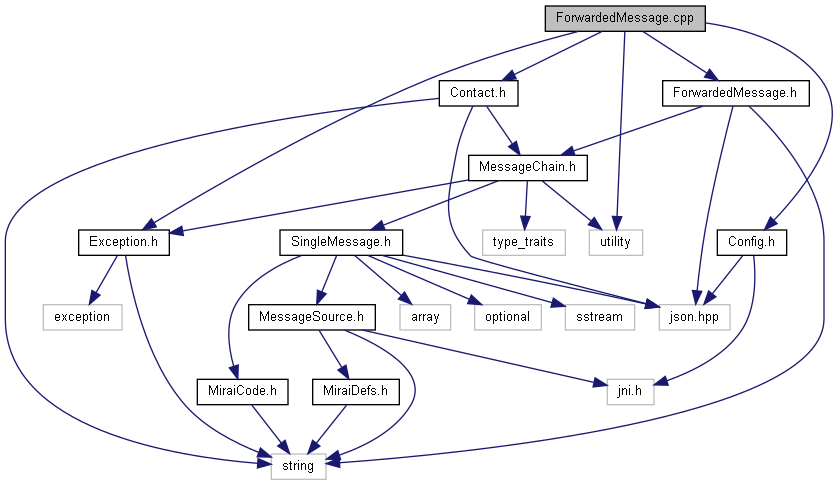 ForwardedMessage.cpp
Contact.h
ForwardedMessage.h
MessageChain.h
Exception.h
SingleMessage.h
type_traits
utility
Config.h
exception
MessageSource.h
array
optional
sstream
json.hpp
MiraiCode.h
MiraiDefs.h
jni.h
string